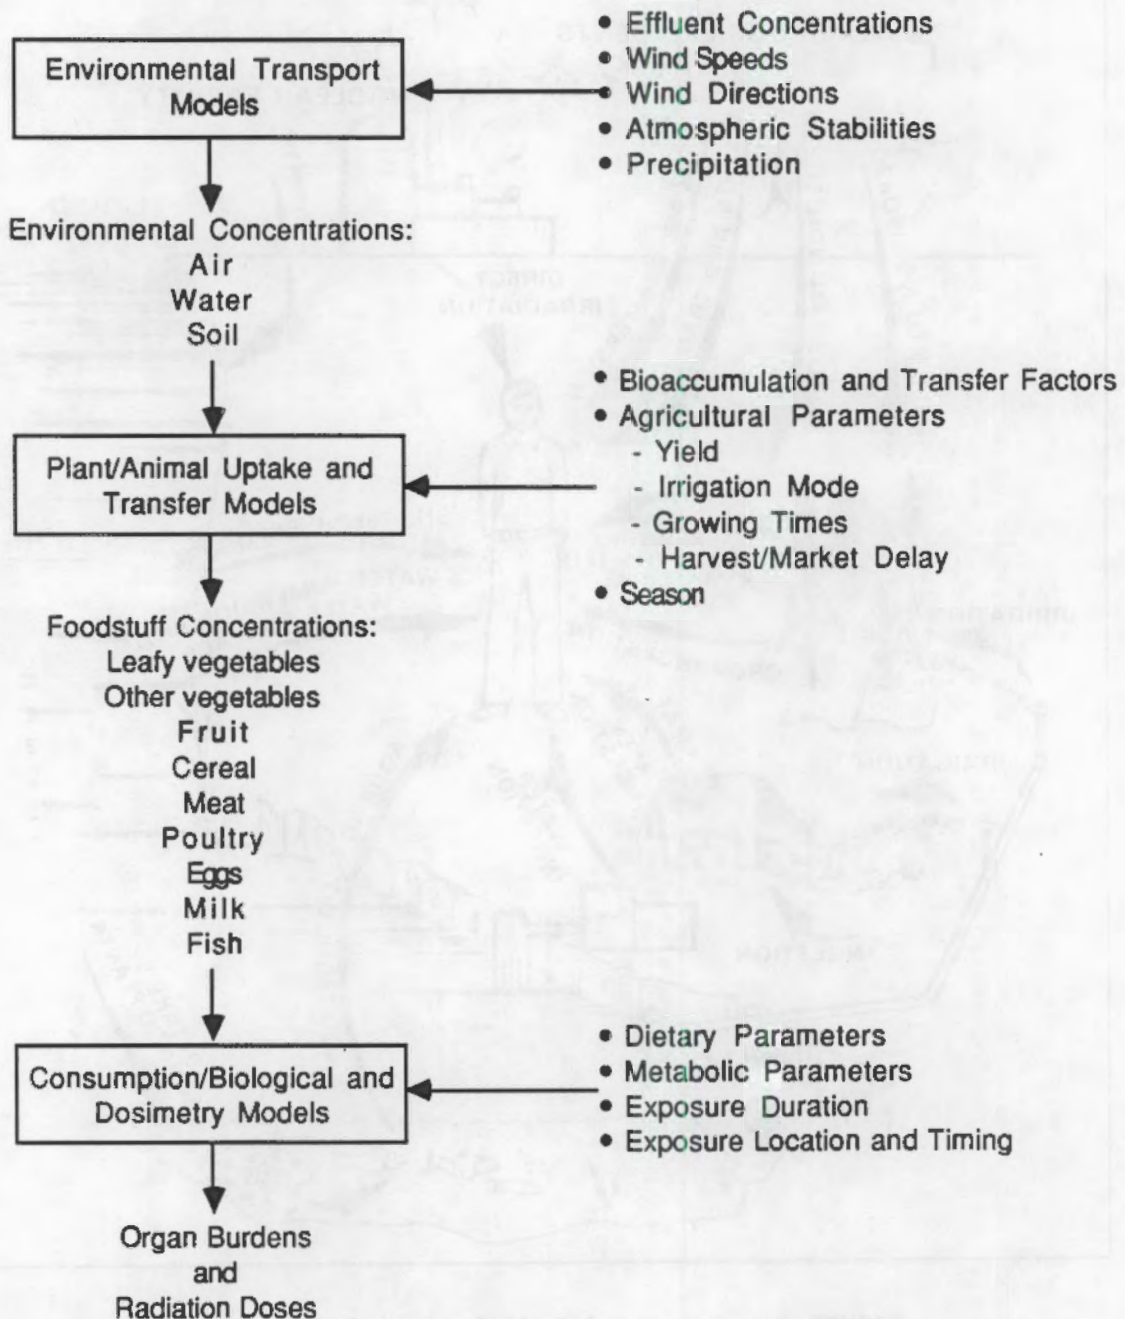 Environmental Transport
Models
• Effluent Concentrations
• Wind Speeds
• Wind Directions
• Atmospheric Stabilities
• Precipitation
Environmental Concentrations:
Air
Water
Soil
Plant/Animal Uptake and
Transfer Models
• Bioaccumulation and Transfer Factors
• Agricultural Parameters
- Yield
- Irrigation Mode
- Growing Times
- Harvest/Market Delay
• Season
Foodstuff Concentrations:
Leafy vegetables
Other vegetables
Fruit
Cereal
Meat
Poultry
Eggs
Milk
Fish
Consumption/Biological and
Dosimetry Models
• Dietary Parameters
• Metabolic Parameters
• Exposure Duration
• Exposure Location and Timing
Organ Burdens
and
Radiation Doses